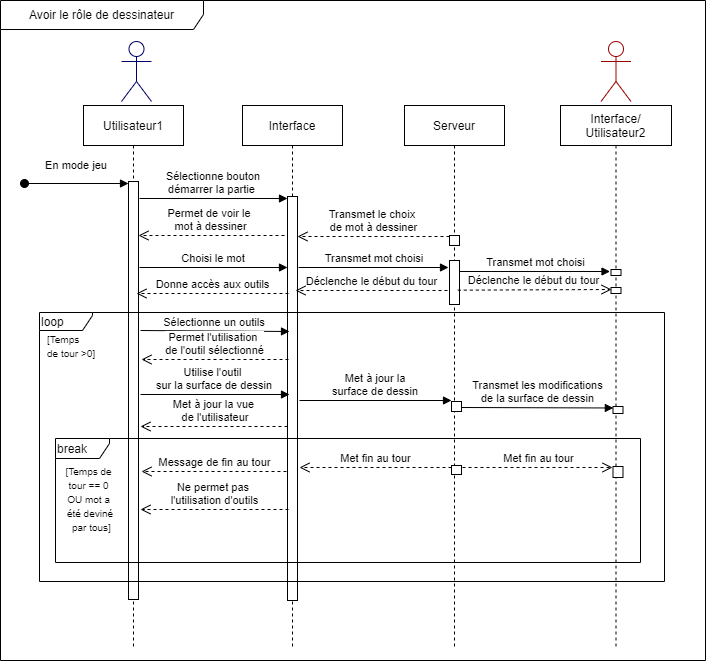 Avoir le rôle de dessinateur
Utilisateur1
Interface
Serveur
Interface/
Utilisateur2
En mode jeu
Sélectionne bouton
démarrer la partie
Permet de voir le
mot à dessiner
Transmet le choix
de mot à dessiner
Choisi le mot
Transmet mot choisi
Transmet mot choisi
Donne accès aux outils
Déclenche le début du tour
Déclenche le début du tour
loop
[Temps
de tour >0]
Sélectionne un outils
Permet l'utilisation
de l'outil sélectionné
Utilise l'outil
sur la surface de dessin
Met à jour la
surface de dessin
Transmet les modifications
de la surface de dessin
Met à jour la vue
de l'utilisateur
break
[Temps de
tour == 0
OU mot a
été deviné
par tous]
Message de fin au tour
Met fin au tour
Met fin au tour
Ne permet pas
l'utilisation d'outils